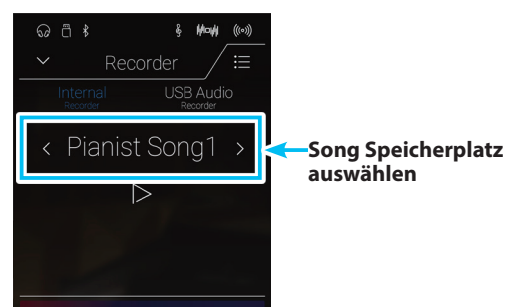 Recorder
Internal
Recorder
USB Audio
Recorder
Pianist Song1
Song Speicherplatz
auswählen